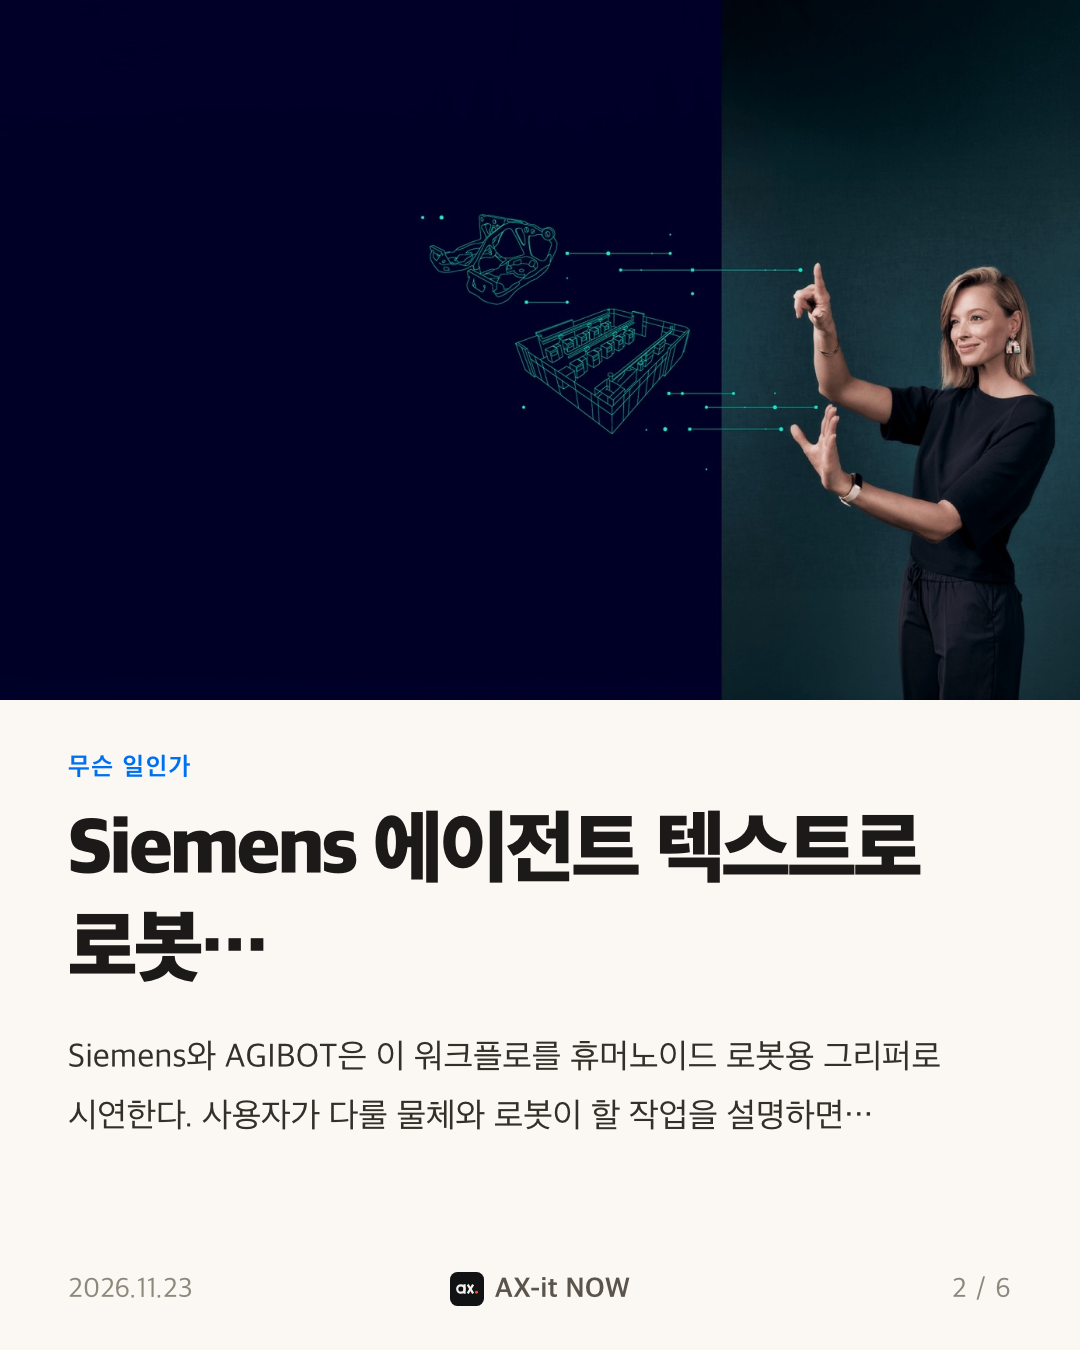 무슨 일인가
Siemens 에이전트 텍스트로
로봇…
Siemens와 AGIBOT은 이 워크플로를 휴머노이드 로봇용 그리퍼로
시연한다. 사용자가 다룰 물체와 로봇이 할 작업을 설명하면…
2026.11.23
ax. AX-it NOW
2 / 6